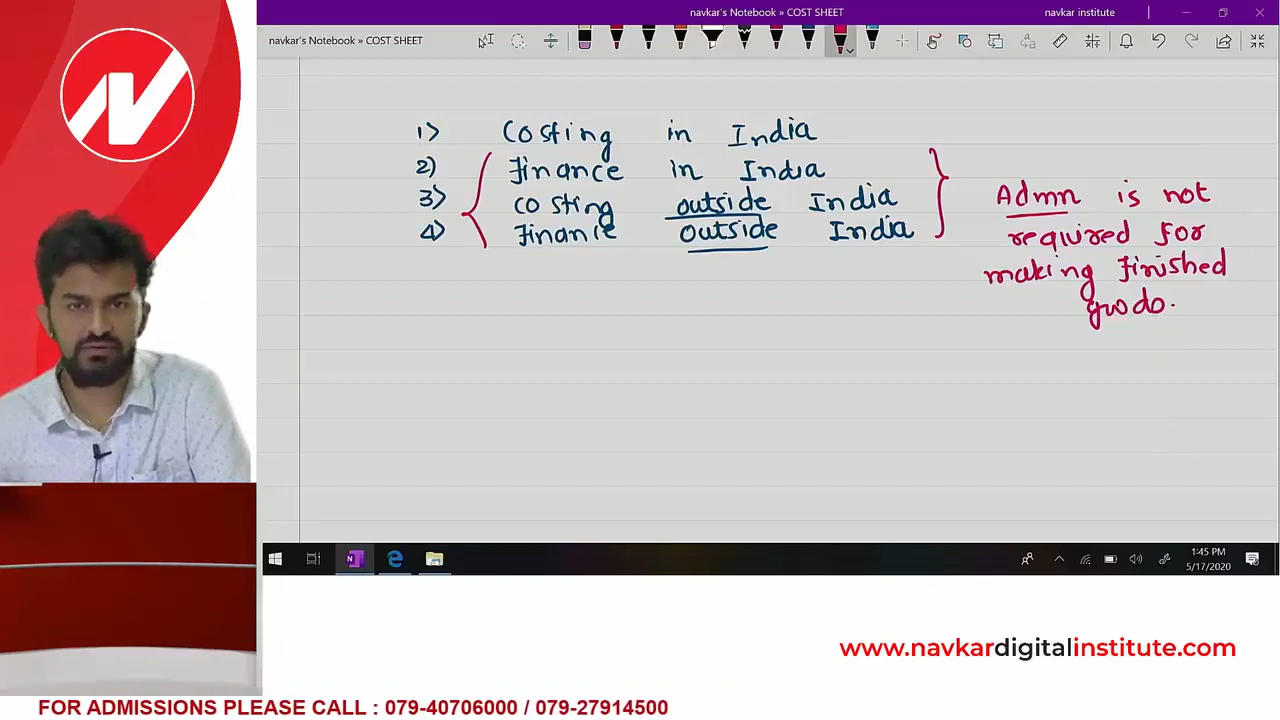 navkar's Notebook » COST SHEET
navkar institute
navkar's Notebook » COST SHEET
1) Costing in India
2) Finance in India
3) costing outside India
4) Finance outside India
Admn is not
required for
making finished
goods.
1:45 PM
5/17/2020
www.navkardigitalinstitute.com
FOR ADMISSIONS PLEASE CALL : 079-40706000 / 079-27914500